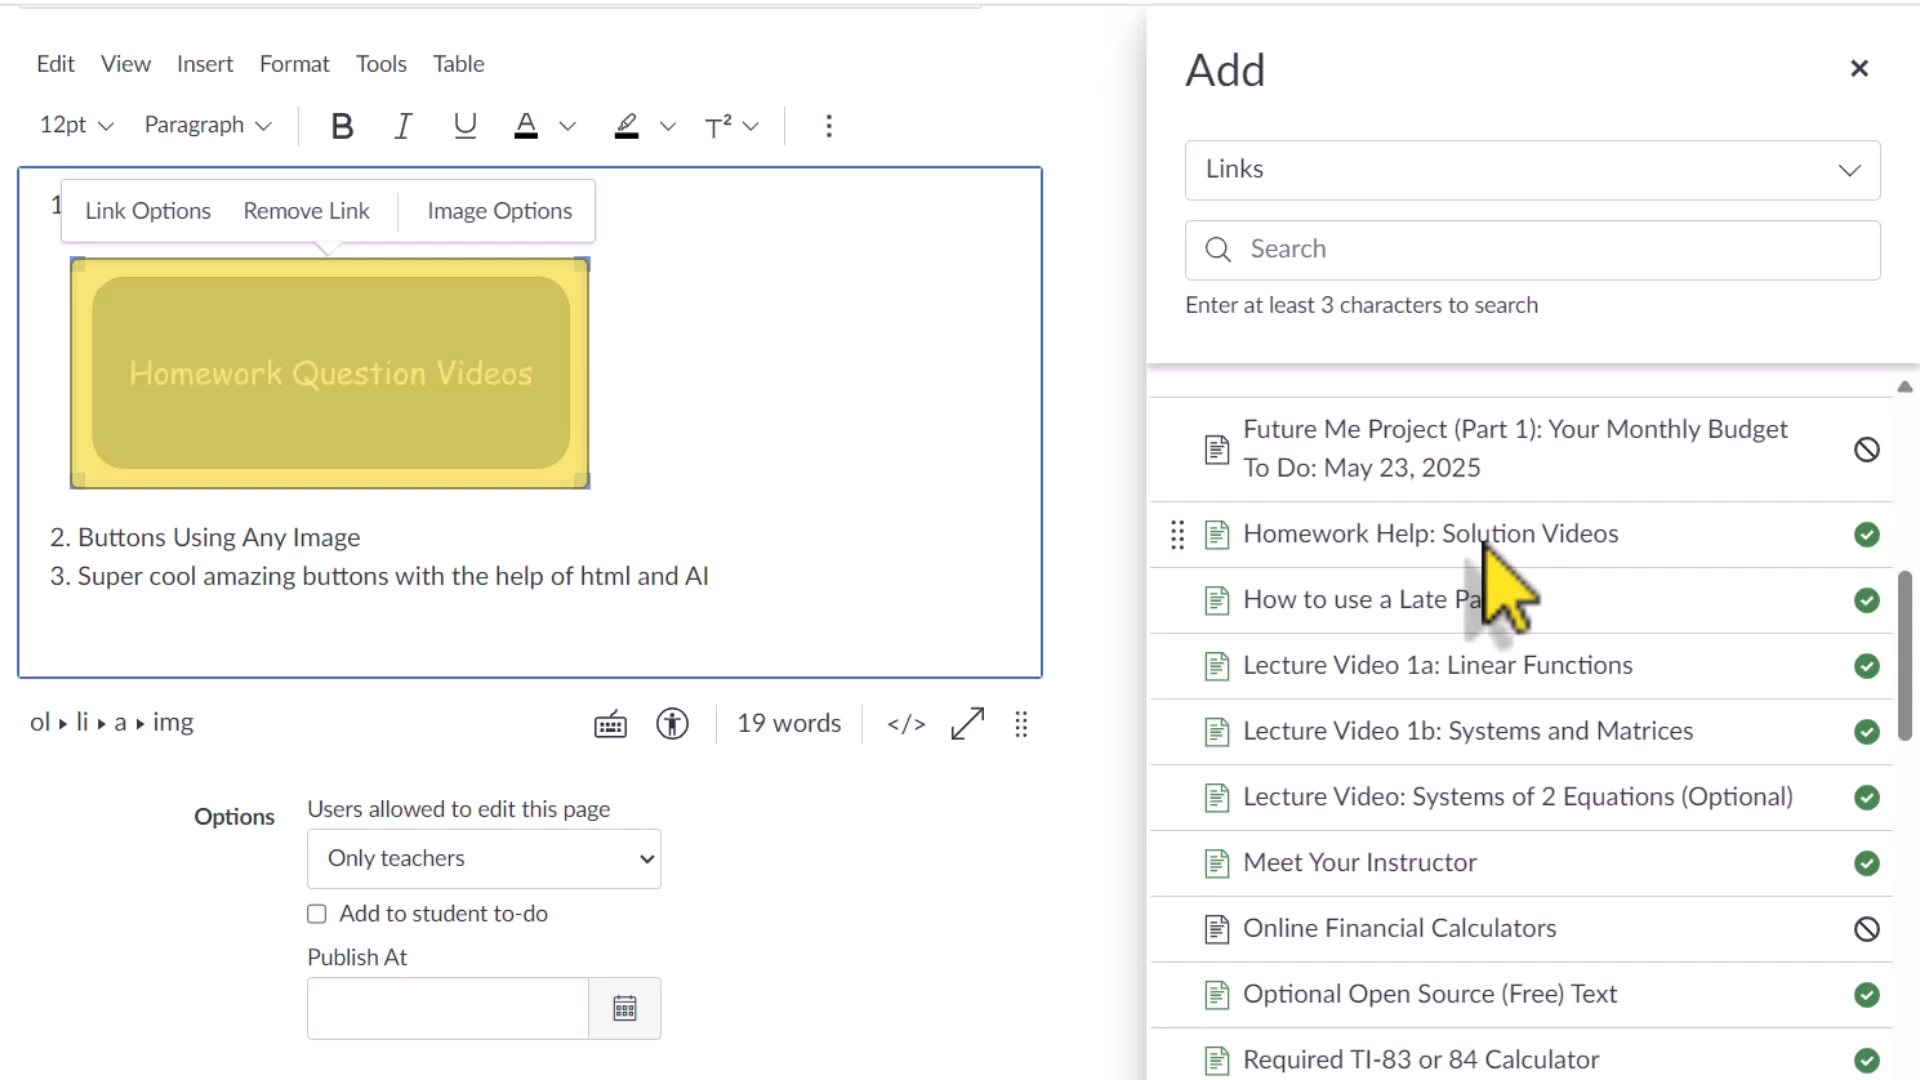 Edit View Insert Format Tools Table
12pt Paragraph B I U A T²
1
Link Options Remove Link Image Options
Homework Question Videos
2. Buttons Using Any Image
3. Super cool amazing buttons with the help of html and AI
ol ▸ li ▸ a ▸ img 19 words </>
Options
Users allowed to edit this page
Only teachers
Add to student to-do
Publish At
Add
Links
Search
Enter at least 3 characters to search
Future Me Project (Part 1): Your Monthly Budget
To Do: May 23, 2025
Homework Help: Solution Videos
How to use a Late
Lecture Video 1a: Linear Functions
Lecture Video 1b: Systems and Matrices
Lecture Video: Systems of 2 Equations (Optional)
Meet Your Instructor
Online Financial Calculators
Optional Open Source (Free) Text
Required TI-83 or 84 Calculator